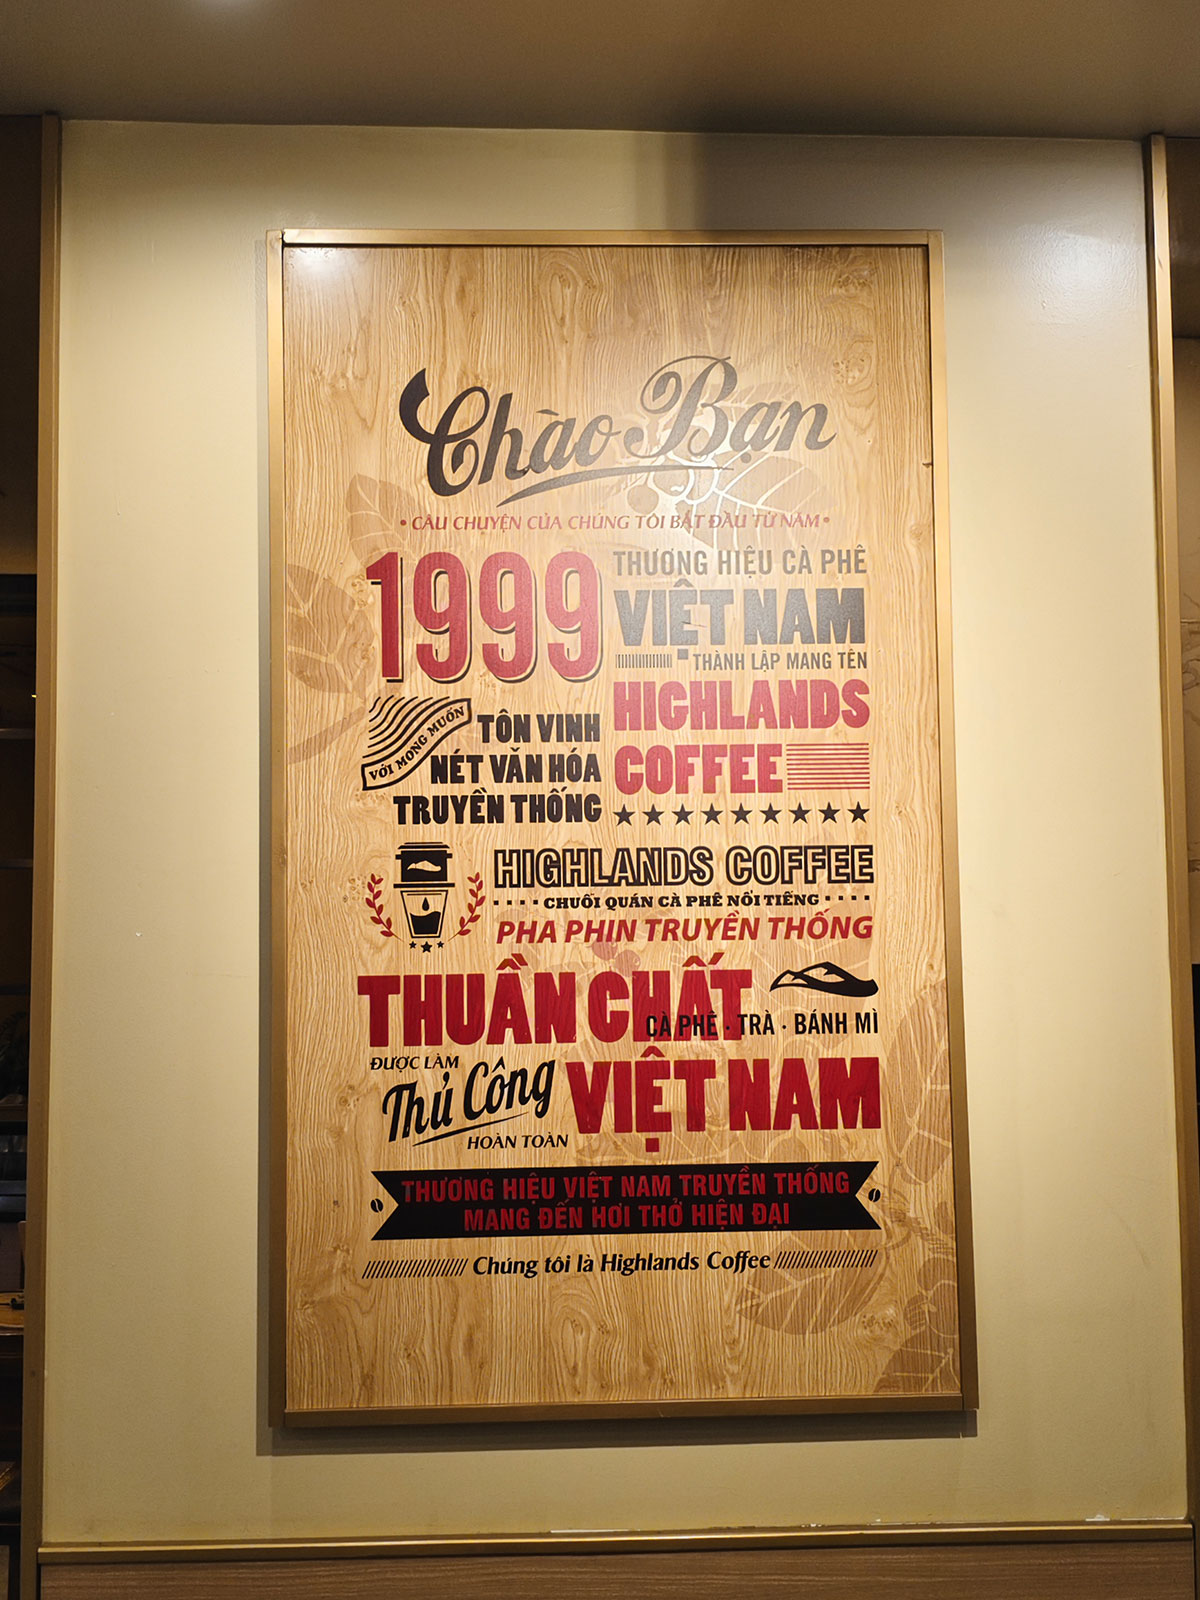 Chào Bạn
• CÂU CHUYỆN CỦA CHÚNG TÔI BẮT ĐẦU TỪ NĂM •
1999
THƯƠNG HIỆU CÀ PHÊ
VIỆT NAM
THÀNH LẬP MANG TÊN
HIGHLANDS
COFFEE
VỚI MONG MUỐN
TÔN VINH
NÉT VĂN HÓA
TRUYỀN THỐNG
HIGHLANDS COFFEE
CHUỖI QUÁN CÀ PHÊ NỔI TIẾNG
PHA PHIN TRUYỀN THỐNG
THUẦN CHẤT
CÀ PHÊ · TRÀ · BÁNH MÌ
ĐƯỢC LÀM
Thủ Công
HOÀN TOÀN
VIỆT NAM
THƯƠNG HIỆU VIỆT NAM TRUYỀN THỐNG
MANG ĐẾN HƠI THỞ HIỆN ĐẠI
Chúng tôi là Highlands Coffee